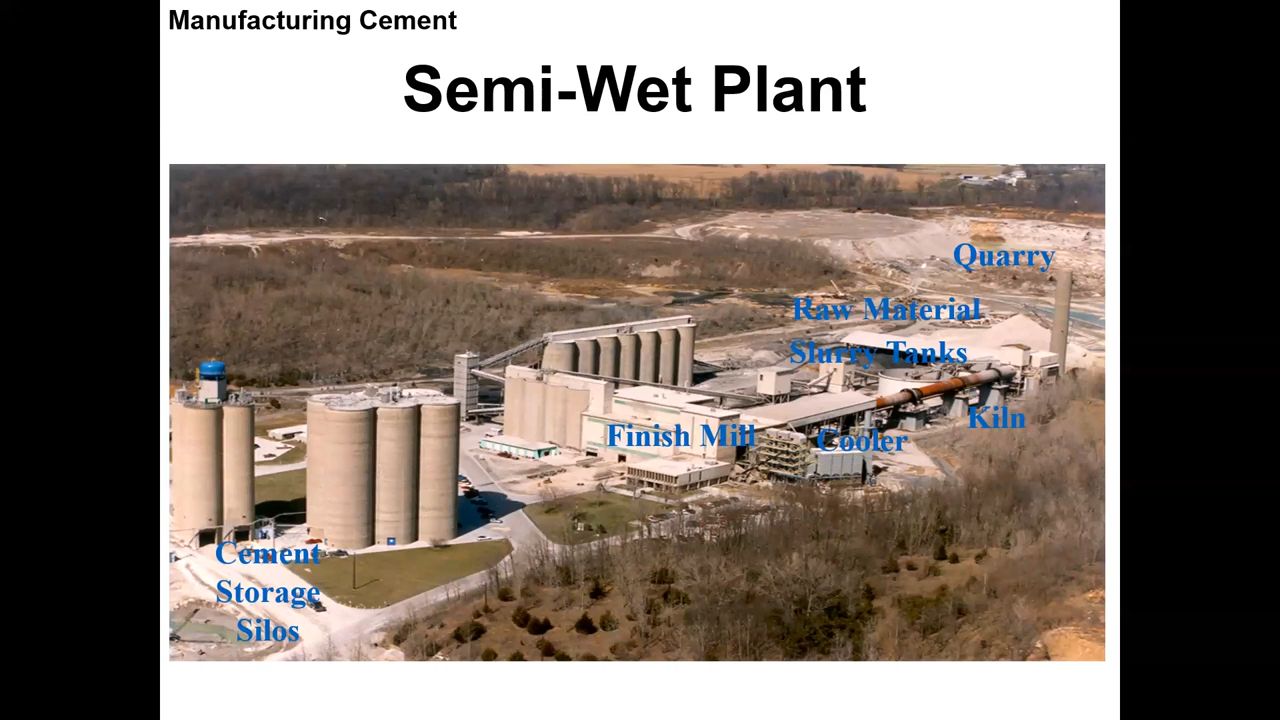 Manufacturing Cement
Semi-Wet Plant
Quarry
Raw Material
Slurry Tanks
Kiln
Finish Mill
Cooler
Cement
Storage
Silos